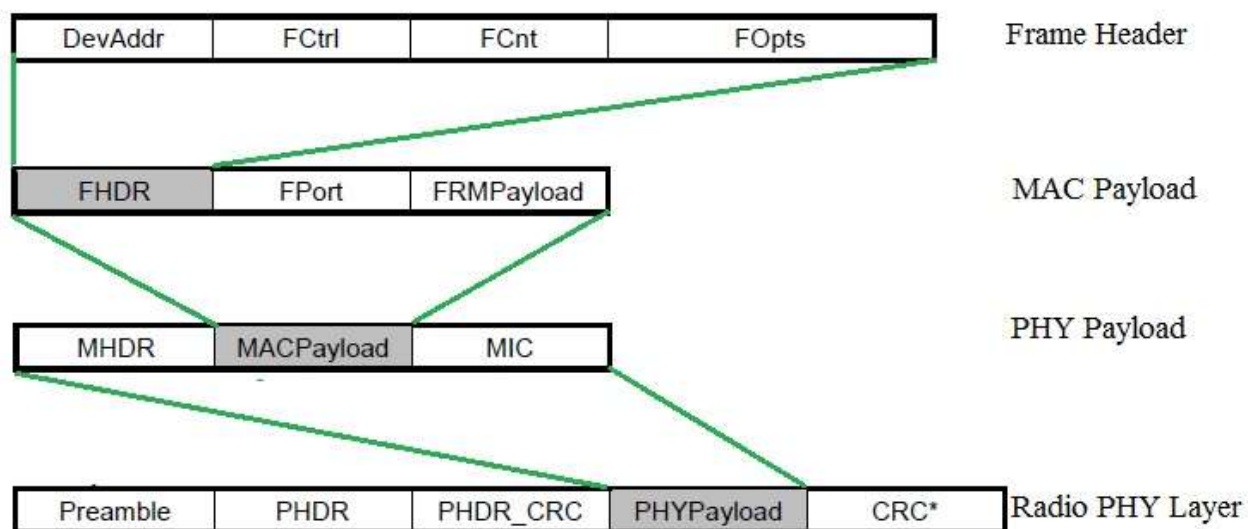 DevAddr FCtrl FCnt FOpts Frame Header
FHDR FPort FRMPayload MAC Payload
MHDR MACPayload MIC PHY Payload
Preamble PHDR PHDR_CRC PHYPayload CRC* Radio PHY Layer